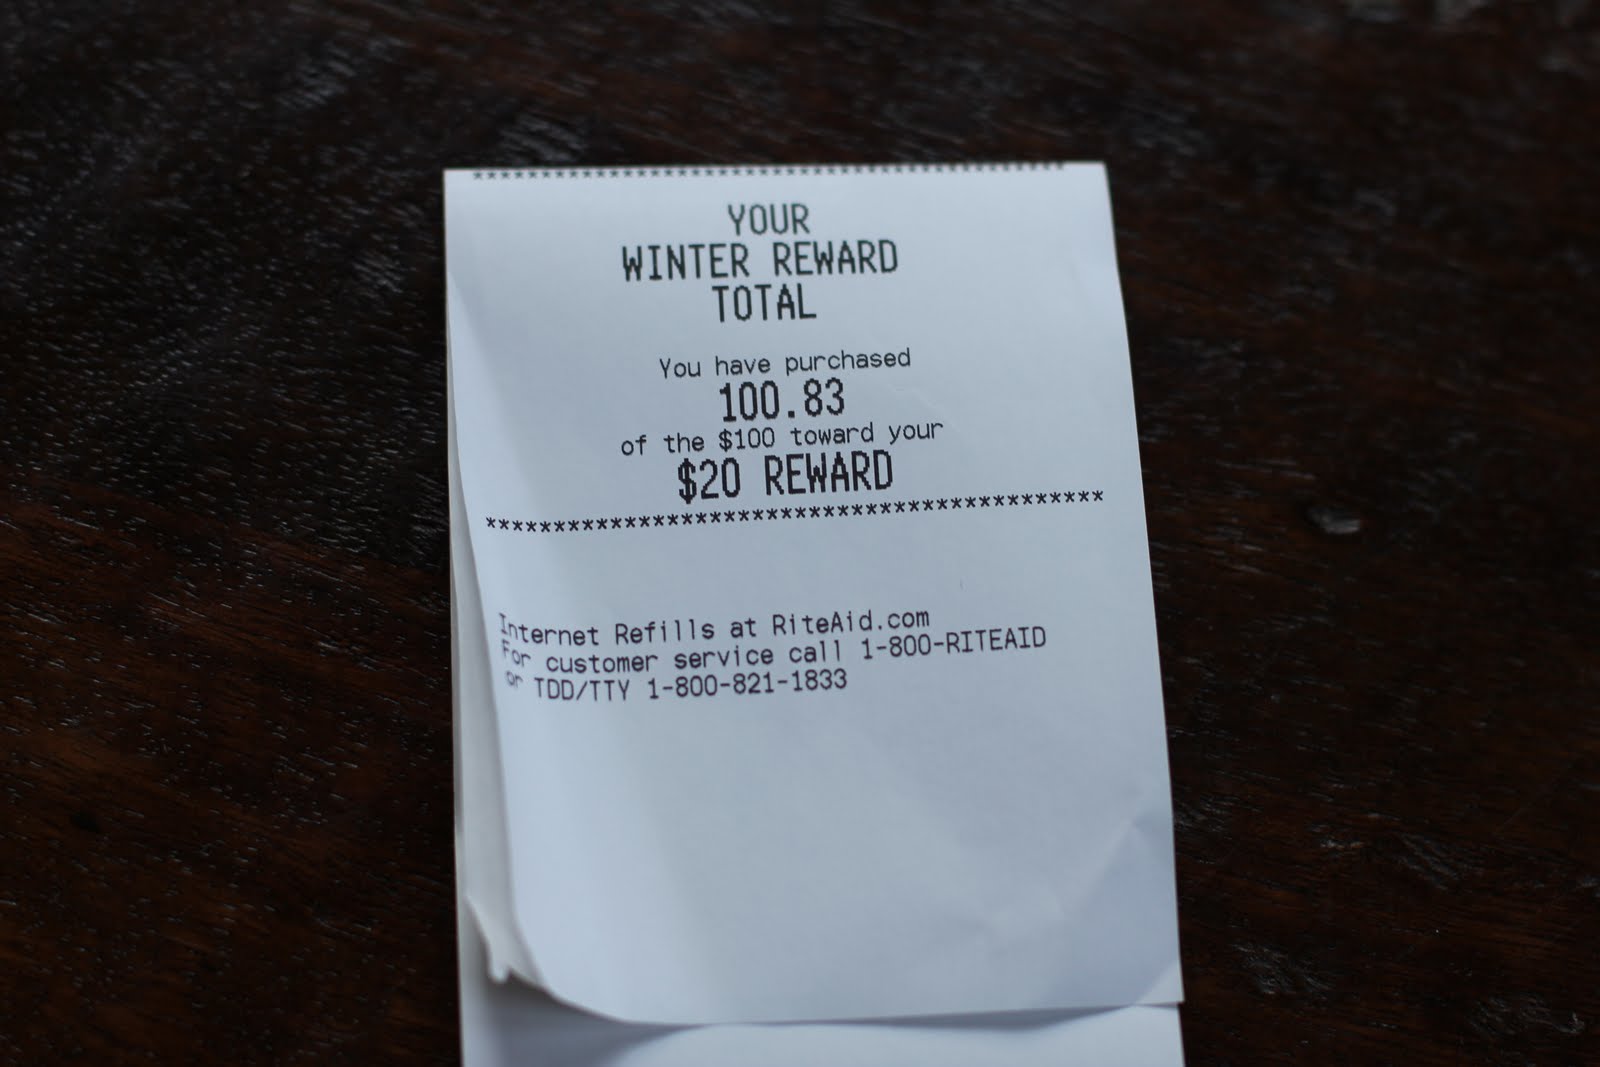 ********************************************
YOUR
WINTER REWARD
TOTAL
You have purchased
100.83
of the $100 toward your
$20 REWARD
********************************************
Internet Refills at RiteAid.com
For customer service call 1-800-RITEAID
or TDD/TTY 1-800-821-1833